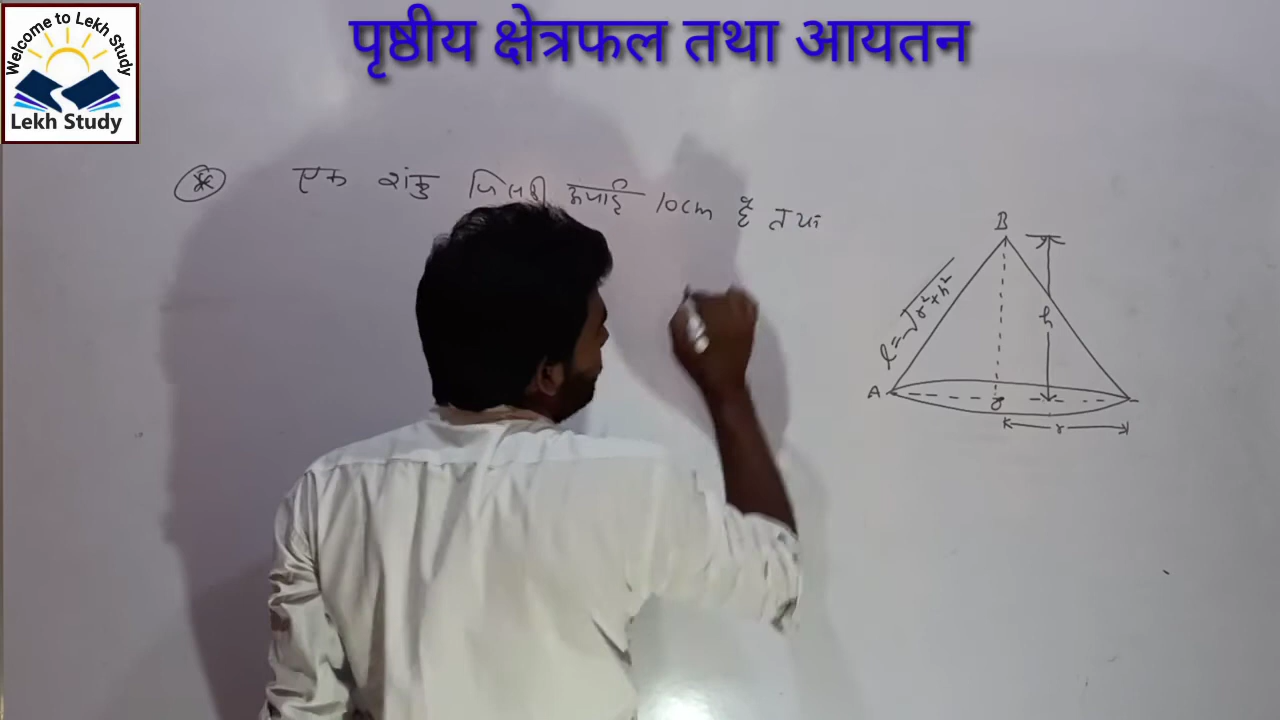 Welcome to Lekh Study
Lekh Study
पृष्ठीय क्षेत्रफल तथा आयतन
एक शंकु जिसकी ऊंचाई 10cm है तथा
B
l = √r²+h²
h
A
o
r